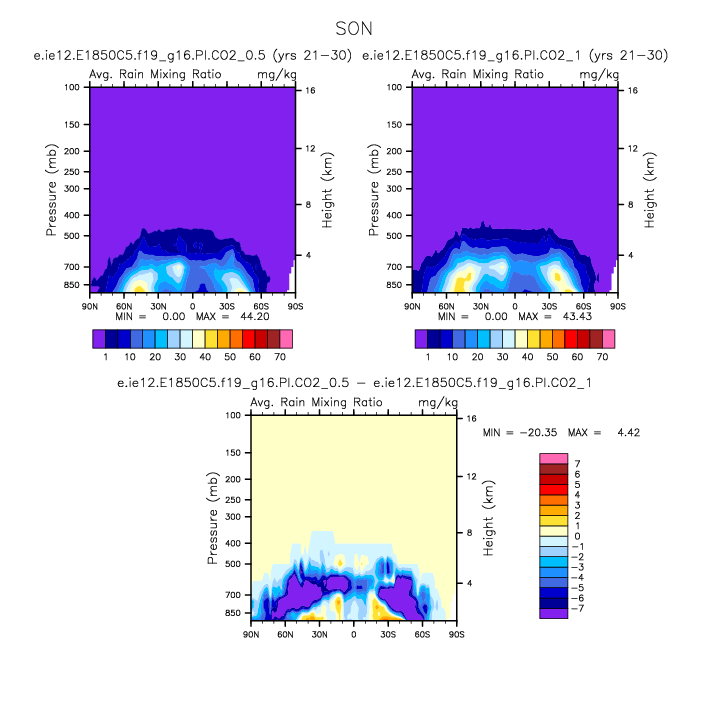 SON
e.ie12.E1850C5.f19_g16.PI.CO2_0.5 (yrs 21-30) e.ie12.E1850C5.f19_g16.PI.CO2_1 (yrs 21-30)
Avg. Rain Mixing Ratio mg/kg Avg. Rain Mixing Ratio mg/kg
100 16 100 16
150 12 150 12
200 200
250 250
300 8 300 8
400 400
500 4 500 4
700 700
850 850
Pressure (mb) Height (km) Pressure (mb) Height (km)
90N 60N 30N 0 30S 60S 90S 90N 60N 30N 0 30S 60S 90S
MIN = 0.00 MAX = 44.20 MIN = 0.00 MAX = 43.43
1 10 20 30 40 50 60 70 1 10 20 30 40 50 60 70
e.ie12.E1850C5.f19_g16.PI.CO2_0.5 - e.ie12.E1850C5.f19_g16.PI.CO2_1
Avg. Rain Mixing Ratio mg/kg
MIN = -20.35 MAX = 4.42
100 16
150 12
200
250
300 8
400
500 4
700
850
Pressure (mb) Height (km)
90N 60N 30N 0 30S 60S 90S
7
6
5
4
3
2
1
0
-1
-2
-3
-4
-5
-6
-7